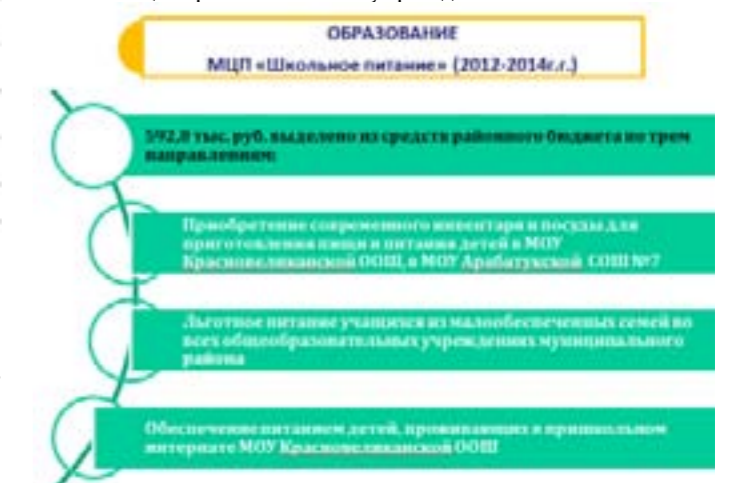 ОБРАЗОВАНИЕ
МЦП «Школьное питание» (2012-2014г.г.)
592,8 тыс. руб. выделено из средств районного бюджета по трем
направлениям:
Приобретение современного инвентаря и посуды для
приготовления пищи и питания детей в МОУ
Красновеликанской ООШ, в МОУ Арабатукской СОШ №7
Льготное питание учащихся из малообеспеченных семей во
всех общеобразовательных учреждениях муниципального
района
Обеспечение питанием детей, проживающих в пришкольном
интернате МОУ Красновеликанской ООШ